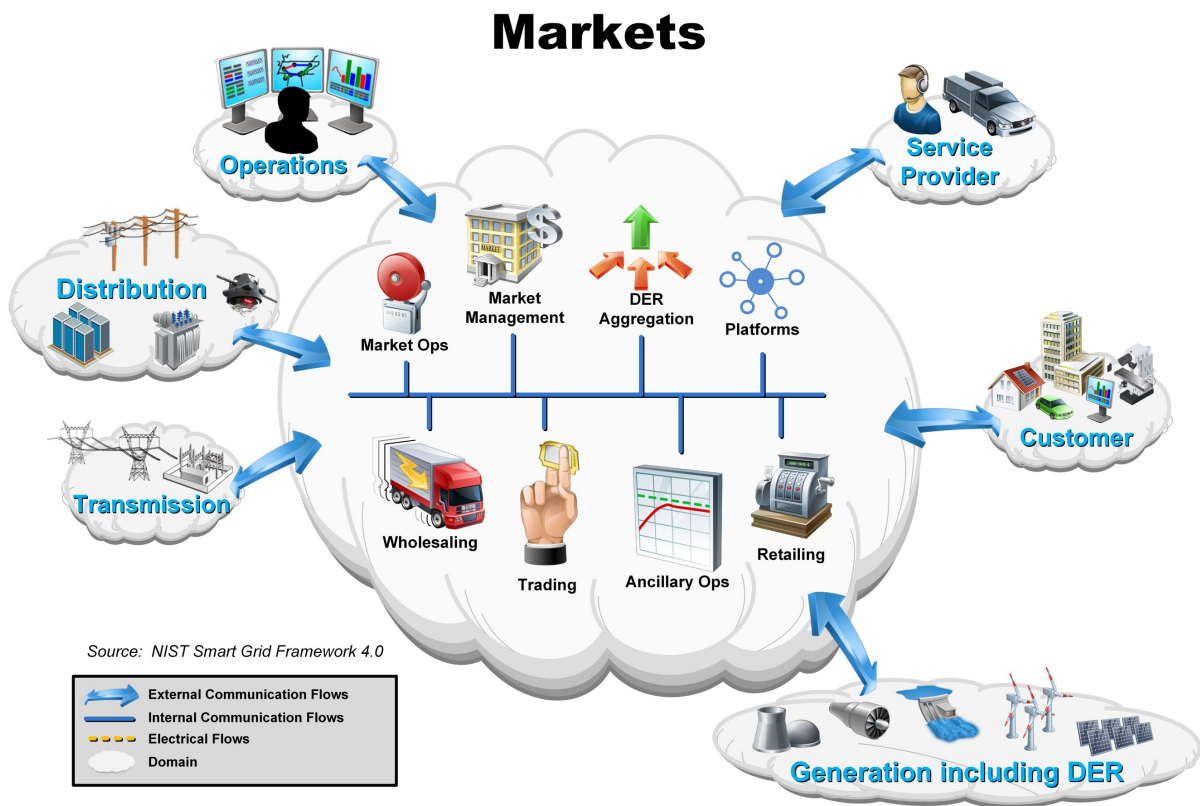 Markets
Operations
Service
Provider
Distribution
MARKET
Market
Management
DER
Aggregation
Platforms
Market Ops
Customer
Transmission
Wholesaling
Trading
Ancillary Ops
Retailing
Source: NIST Smart Grid Framework 4.0
External Communication Flows
Internal Communication Flows
Electrical Flows
Domain
Generation including DER